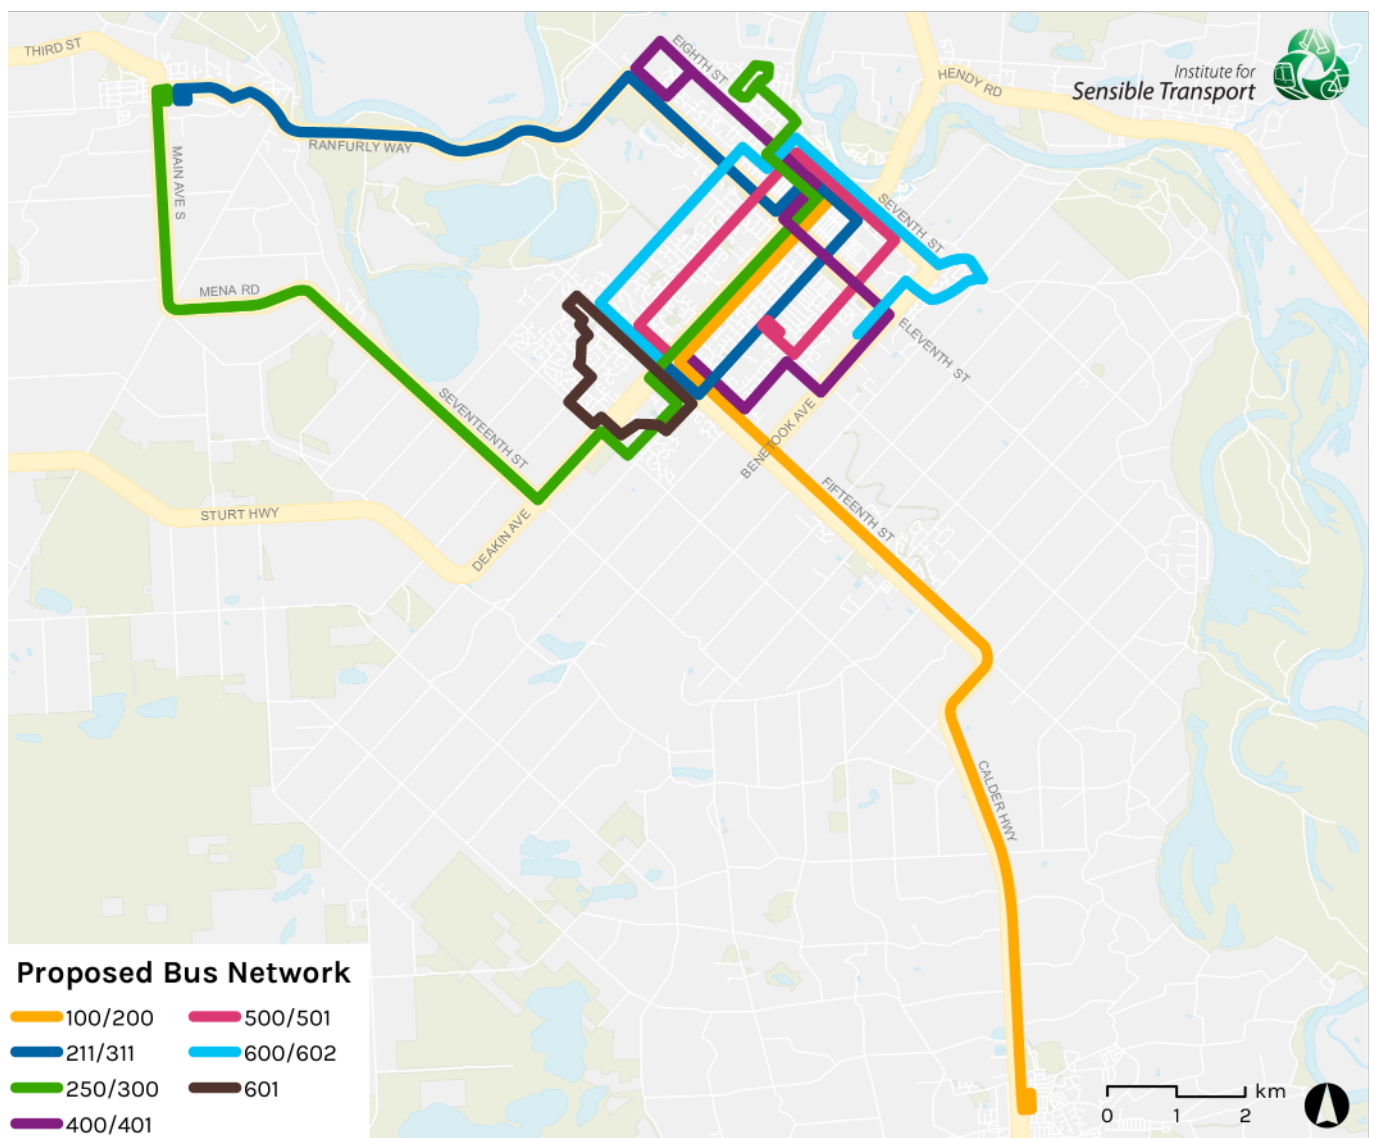 THIRD ST
EIGHTH ST
HENDY RD
Institute for
Sensible Transport
RANFURLY WAY
MAIN AVE S
SEVENTH ST
MENA RD
ELEVENTH ST
SEVENTEENTH ST
BENETOOK AVE
FIFTEENTH ST
STURT HWY
DEAKIN AVE
CALDER HWY
Proposed Bus Network
100/200
500/501
211/311
600/602
250/300
601
400/401
km
0 1 2